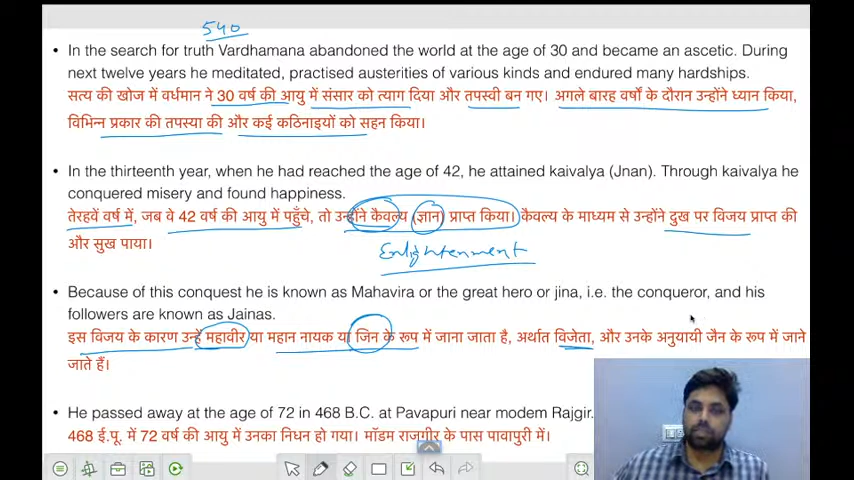 540
• In the search for truth Vardhamana abandoned the world at the age of 30 and became an ascetic. During
next twelve years he meditated, practised austerities of various kinds and endured many hardships.
सत्य की खोज में वर्धमान ने 30 वर्ष की आयु में संसार को त्याग दिया और तपस्वी बन गए। अगले बारह वर्षों के दौरान उन्होंने ध्यान किया,
विभिन्न प्रकार की तपस्या की और कई कठिनाइयों को सहन किया।
• In the thirteenth year, when he had reached the age of 42, he attained kaivalya (Jnan). Through kaivalya he
conquered misery and found happiness.
तेरहवें वर्ष में, जब वे 42 वर्ष की आयु में पहुँचे, तो उन्होंने कैवल्य (ज्ञान) प्राप्त किया। कैवल्य के माध्यम से उन्होंने दुख पर विजय प्राप्त की
और सुख पाया।
Enlightenment
• Because of this conquest he is known as Mahavira or the great hero or jina, i.e. the conqueror, and his
followers are known as Jainas.
इस विजय के कारण उन्हें महावीर या महान नायक या जिन के रूप में जाना जाता है, अर्थात विजेता, और उनके अनुयायी जैन के रूप में जाने
जाते हैं।
• He passed away at the age of 72 in 468 B.C. at Pavapuri near modem Rajgir.
468 ई.पू. में 72 वर्ष की आयु में उनका निधन हो गया। मॉडम राजगीर के पास पावापुरी में।